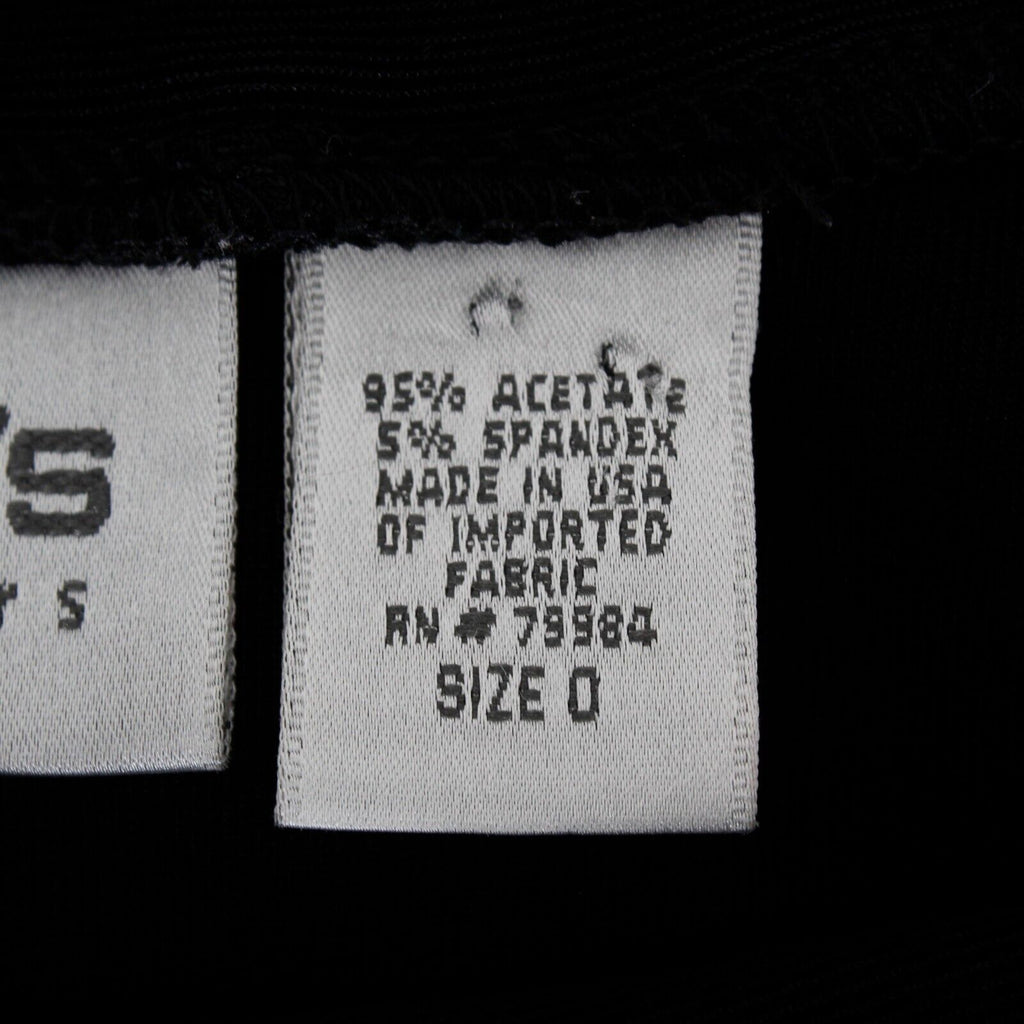 'S
s
95% ACETATE
5% SPANDEX
MADE IN USA
OF IMPORTED
FABRIC
RN # 79984
SIZE 0